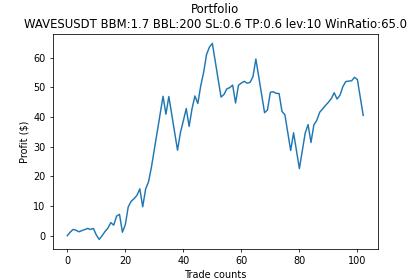 Portfolio
WAVESUSDT BBM:1.7 BBL:200 SL:0.6 TP:0.6 lev:10 WinRatio:65.0
60
50
40
30
20
10
0
Profit ($)
0 20 40 60 80 100
Trade counts